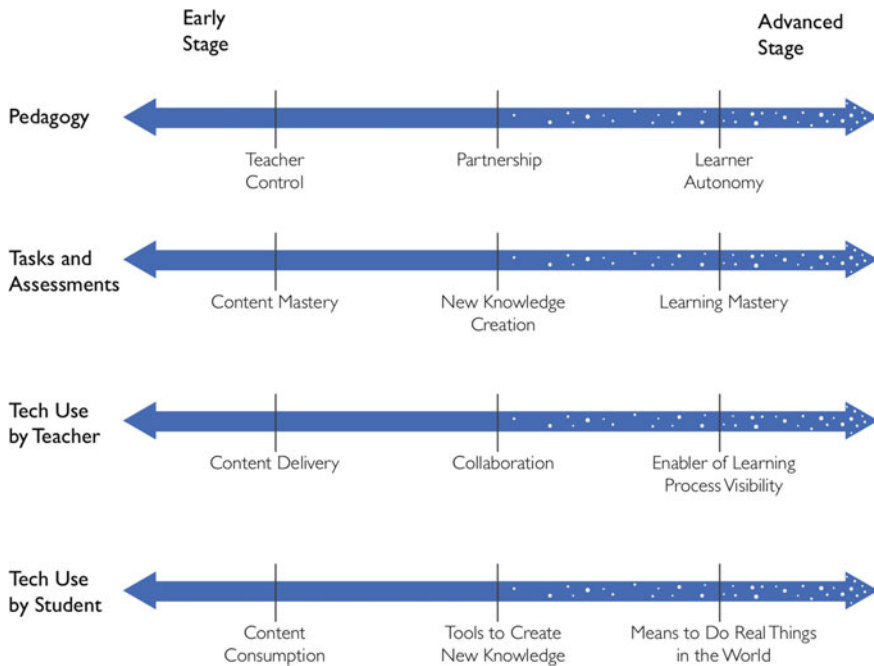 Early
Stage
Advanced
Stage
Pedagogy
Teacher
Control
Partnership
Learner
Autonomy
Tasks and
Assessments
Content Mastery
New Knowledge
Creation
Learning Mastery
Tech Use
by Teacher
Content Delivery
Collaboration
Enabler of Learning
Process Visibility
Tech Use
by Student
Content
Consumption
Tools to Create
New Knowledge
Means to Do Real Things
in the World